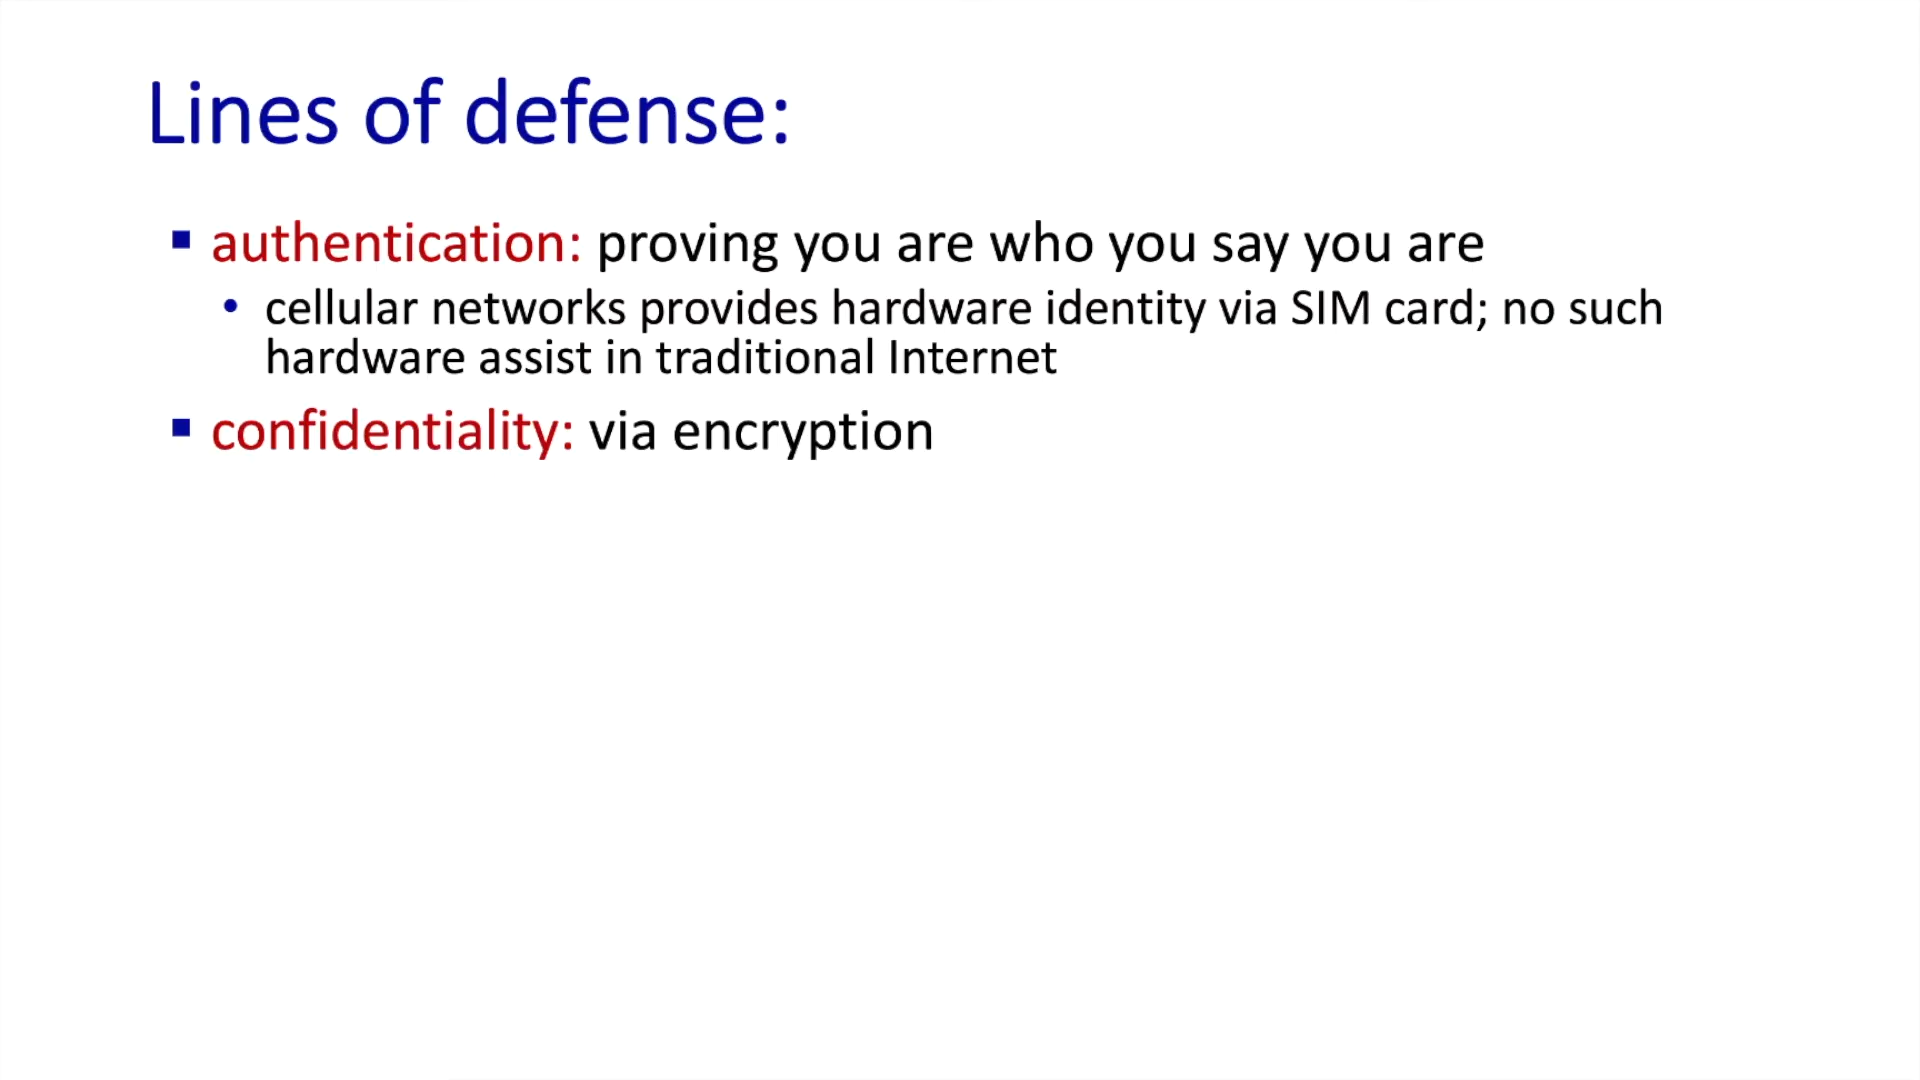 Lines of defense:
▪ authentication: proving you are who you say you are
• cellular networks provides hardware identity via SIM card; no such
hardware assist in traditional Internet
▪ confidentiality: via encryption